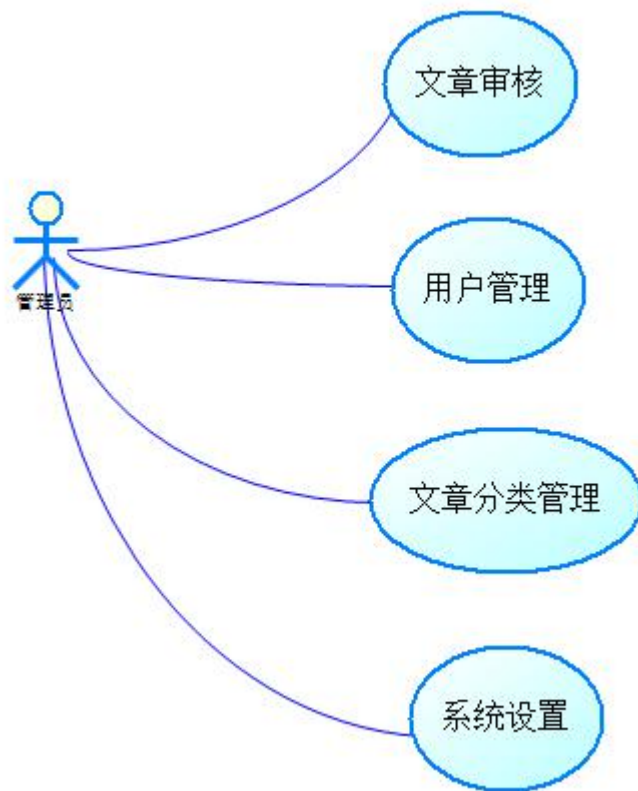 文章审核
管理员
用户管理
文章分类管理
系统设置